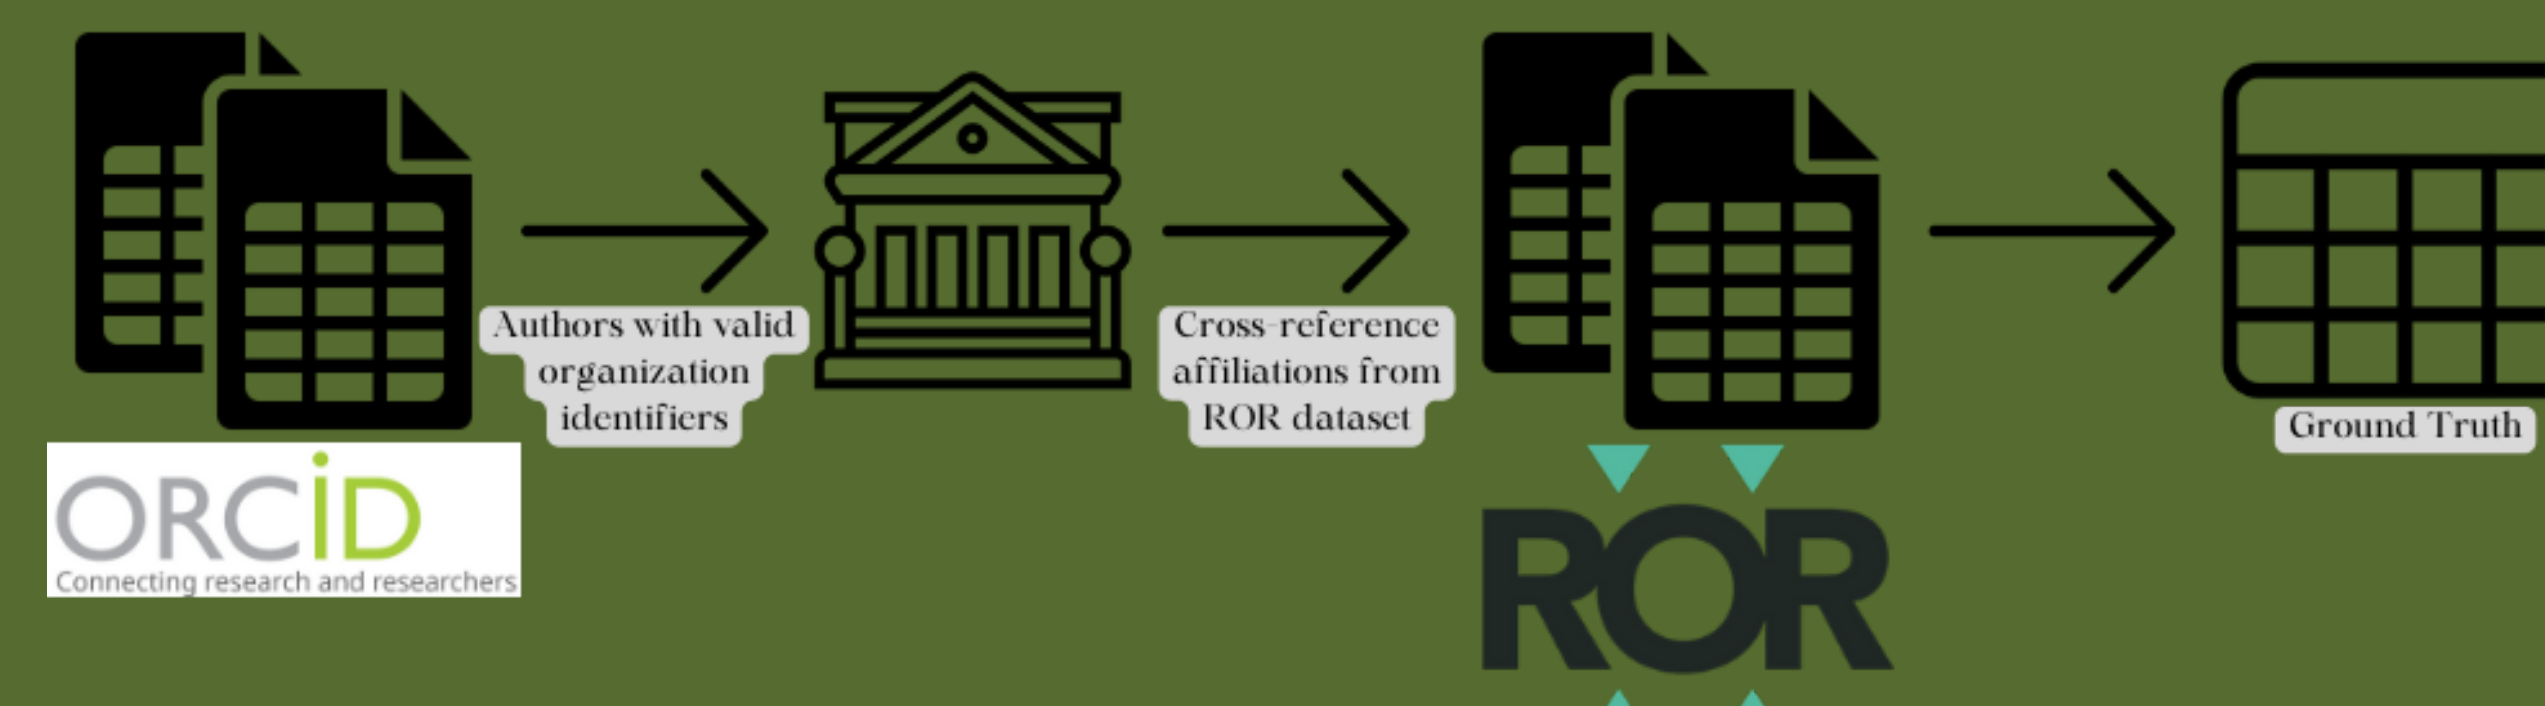 Authors with valid
organization
identifiers
Cross-reference
affiliations from
ROR dataset
Ground Truth
ORCiD
Connecting research and researchers
ROR